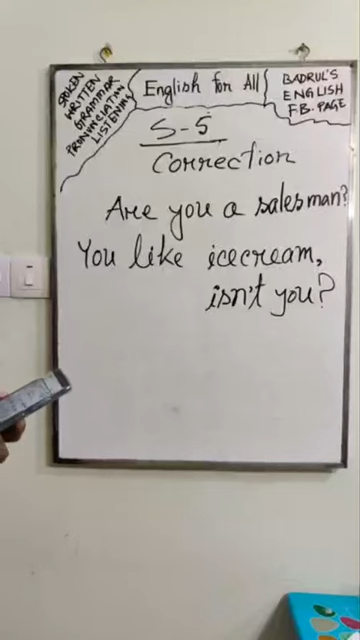 SPOKEN
WRITTEN
GRAMMAR
PRONUNCIATION
LISTENING
English for All
BADRUL'S
ENGLISH
F.B. PAGE
S-5
Correction
Are you a salesman?
You like icecream,
isn't you?